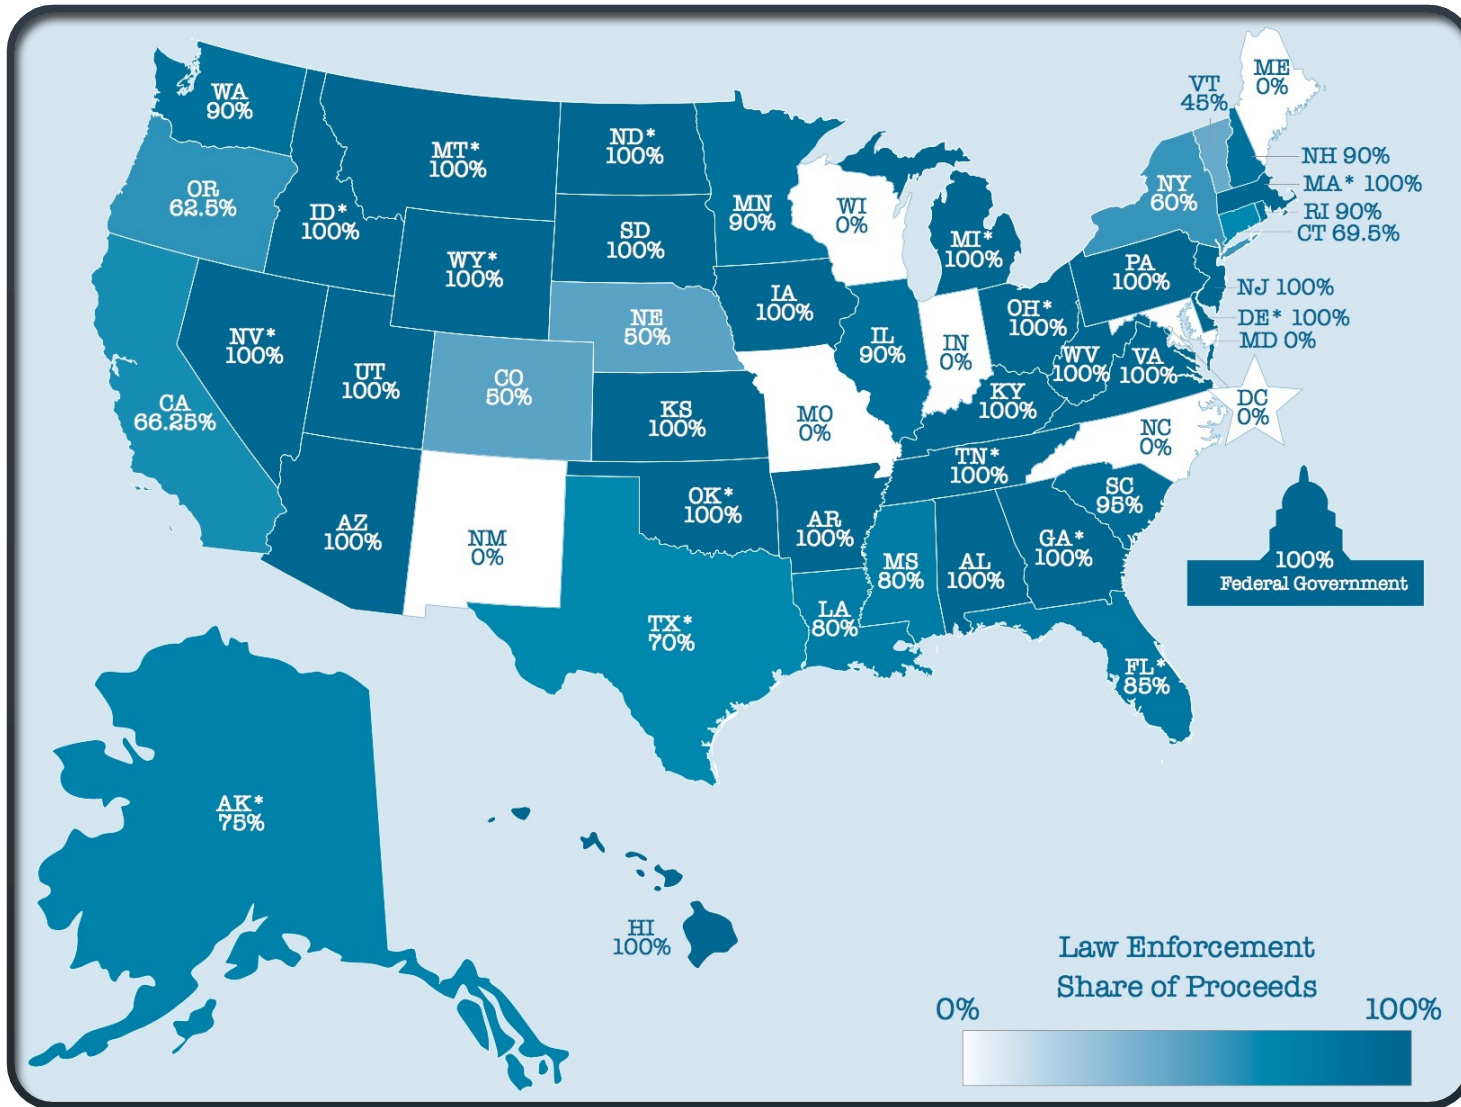 WA
90%
MT*
100%
ND*
100%
MN
90%
WI
0%
MI*
100%
VT
45%
ME
0%
NH 90%
MA* 100%
RI 90%
CT 69.5%
NY
60%
OR
62.5%
ID*
100%
WY*
100%
SD
100%
IA
100%
NE
50%
IL
90%
IN
0%
OH*
100%
PA
100%
NJ 100%
DE* 100%
MD 0%
DC
0%
WV
100%
VA
100%
KY
100%
NV*
100%
UT
100%
CO
50%
KS
100%
MO
0%
CA
66.25%
NC
0%
TN*
100%
SC
95%
AZ
100%
NM
0%
OK*
100%
AR
100%
MS
80%
AL
100%
GA*
100%
LA
80%
TX*
70%
FL*
85%
100%
Federal Government
AK*
75%
HI
100%
Law Enforcement
Share of Proceeds
0%
100%